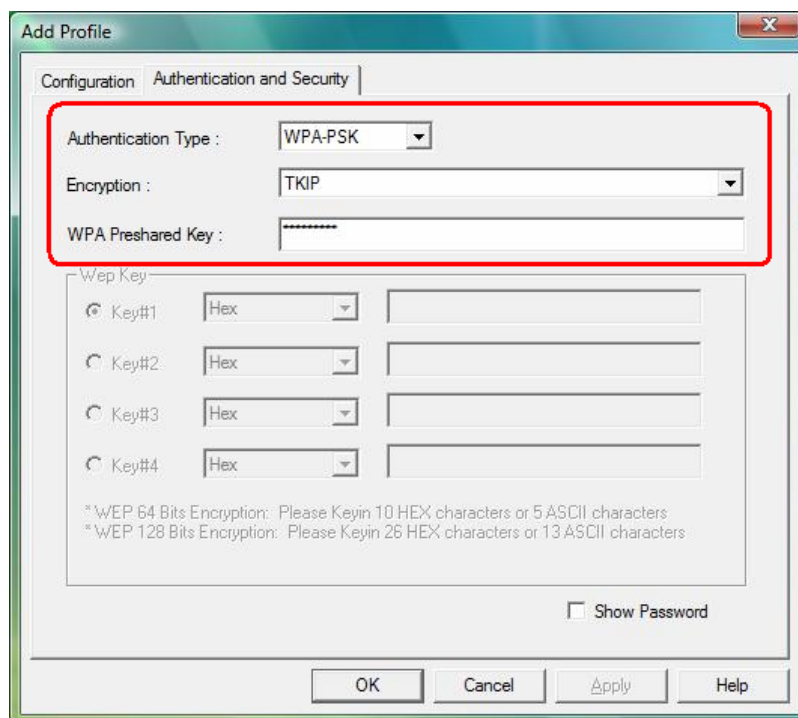 Add Profile
Configuration
Authentication and Security
Authentication Type :
WPA-PSK
Encryption :
TKIP
WPA Preshared Key :
*********
Wep Key
Key#1
Hex
Key#2
Hex
Key#3
Hex
Key#4
Hex
* WEP 64 Bits Encryption: Please Keyin 10 HEX characters or 5 ASCII characters
* WEP 128 Bits Encryption: Please Keyin 26 HEX characters or 13 ASCII characters
Show Password
OK
Cancel
Apply
Help